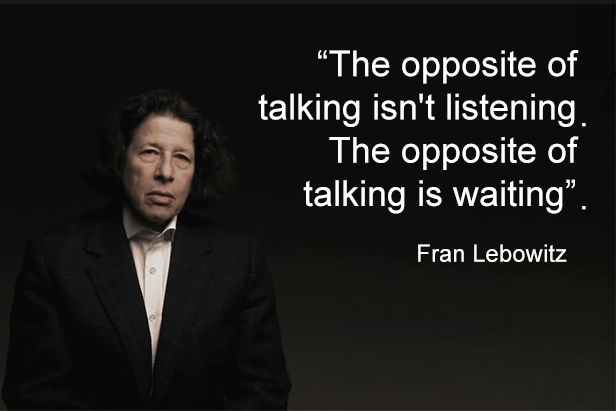 “The opposite of
talking isn't listening.
The opposite of
talking is waiting”.
Fran Lebowitz